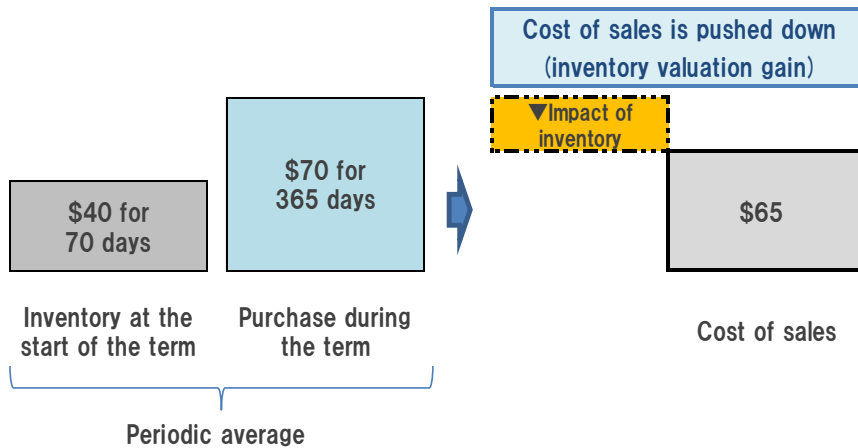 Cost of sales is pushed down
(inventory valuation gain)
▼Impact of
inventory
$70 for
365 days
$40 for
70 days
$65
Inventory at the
start of the term
Purchase during
the term
Cost of sales
Periodic average